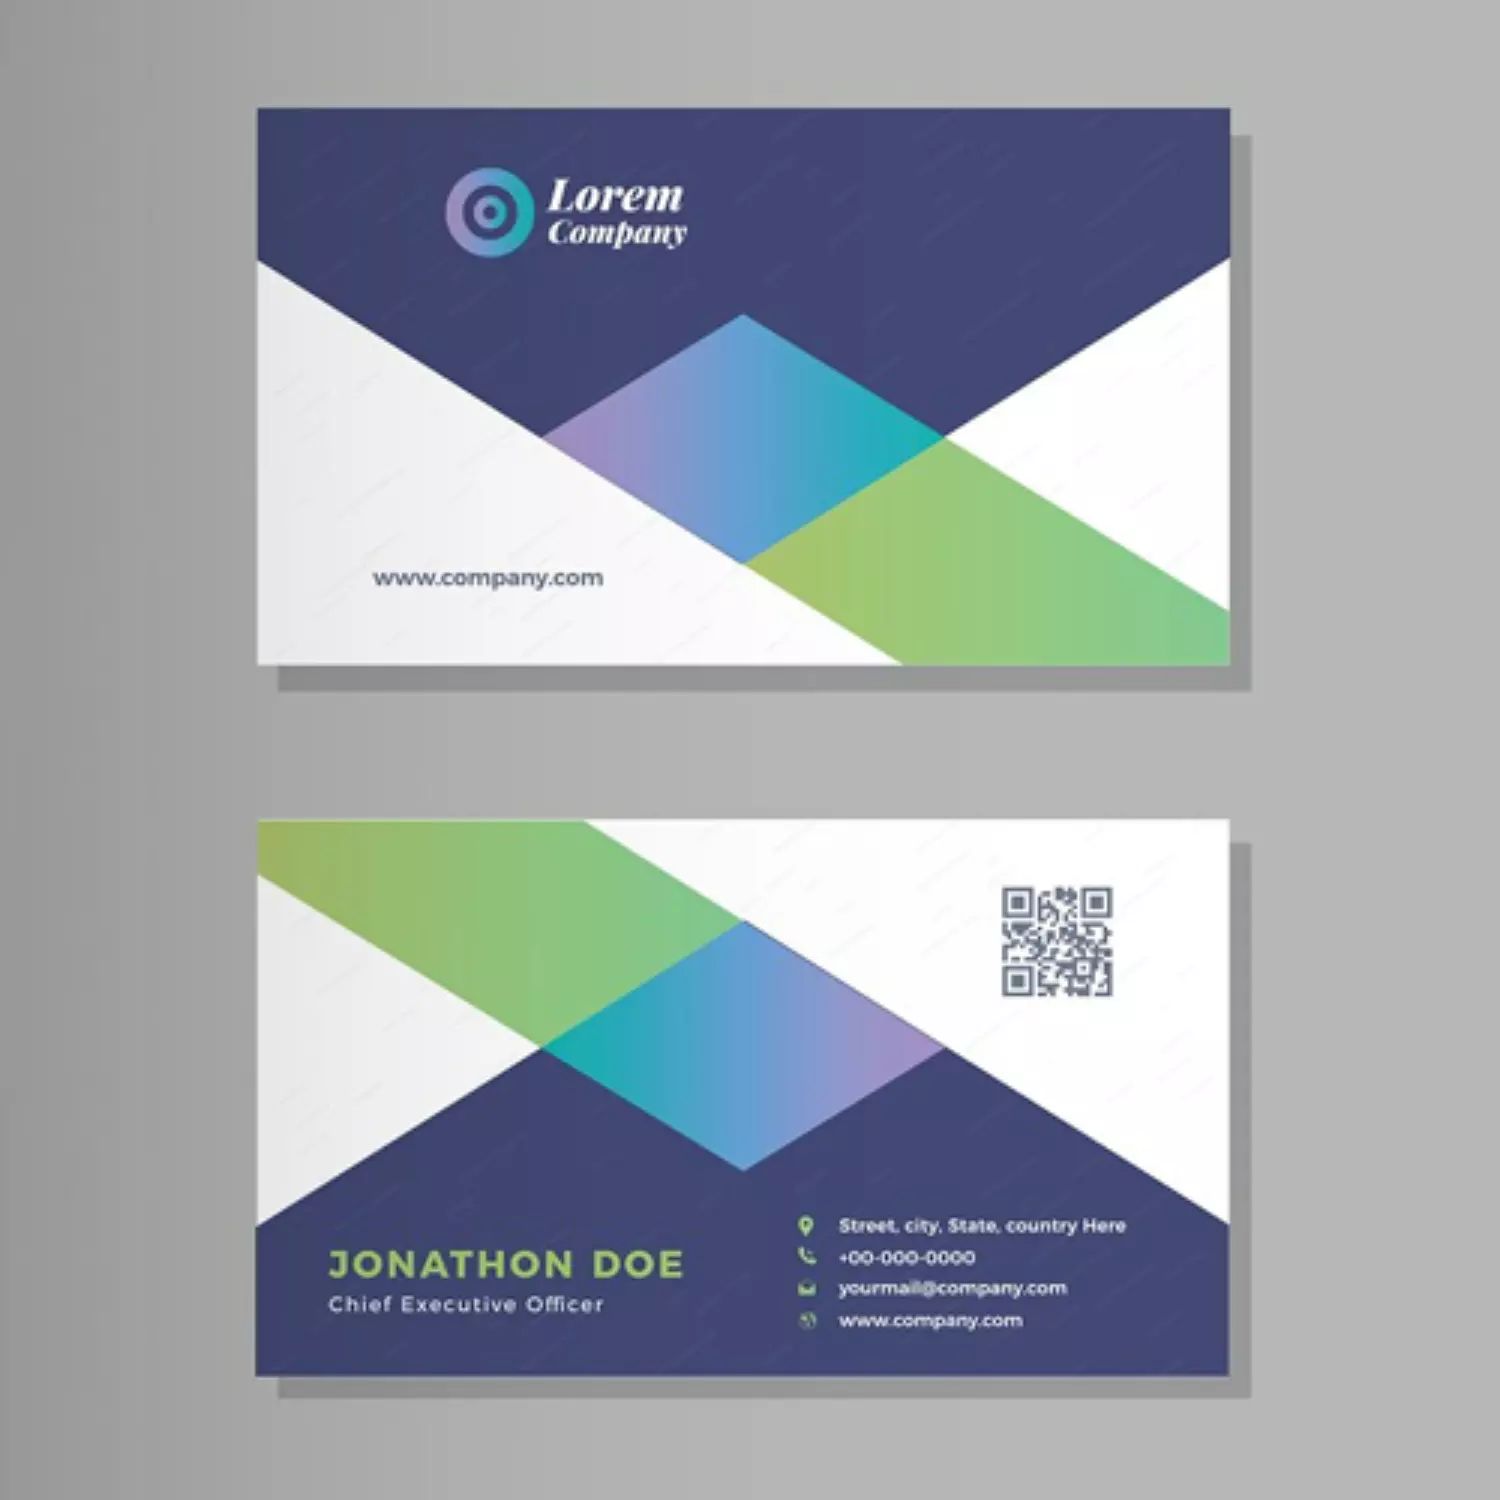 Lorem
Company
www.company.com
JONATHON DOE
Chief Executive Officer
Street, city, State, country Here
+00-000-0000
yourmail@company.com
www.company.com